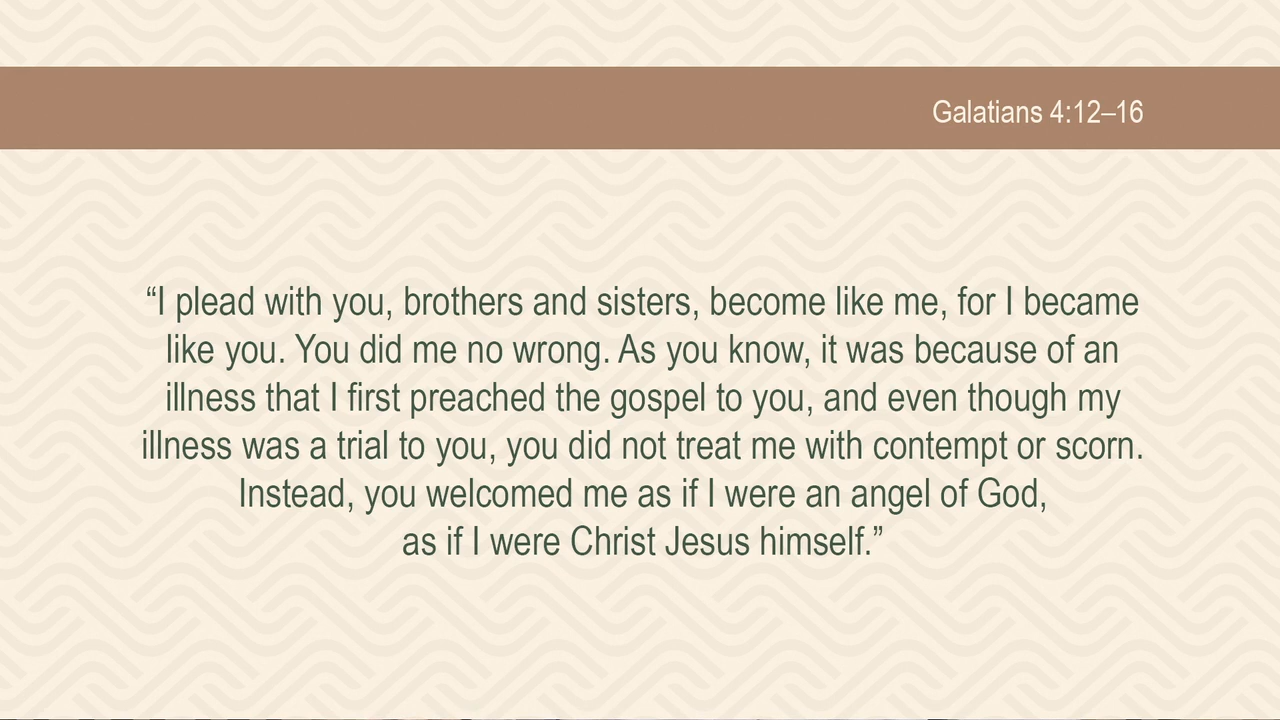 Galatians 4:12–16
“I plead with you, brothers and sisters, become like me, for I became
like you. You did me no wrong. As you know, it was because of an
illness that I first preached the gospel to you, and even though my
illness was a trial to you, you did not treat me with contempt or scorn.
Instead, you welcomed me as if I were an angel of God,
as if I were Christ Jesus himself.”